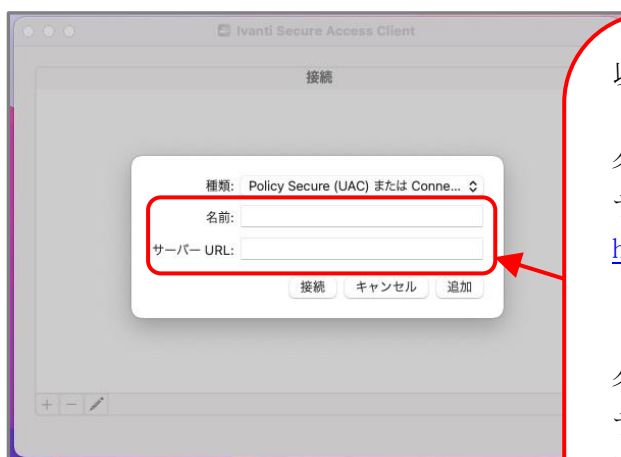 Ivanti Secure Access Client
接続
種類: Policy Secure (UAC) または Conne...
名前:
サーバー URL:
接続 キャンセル 追加